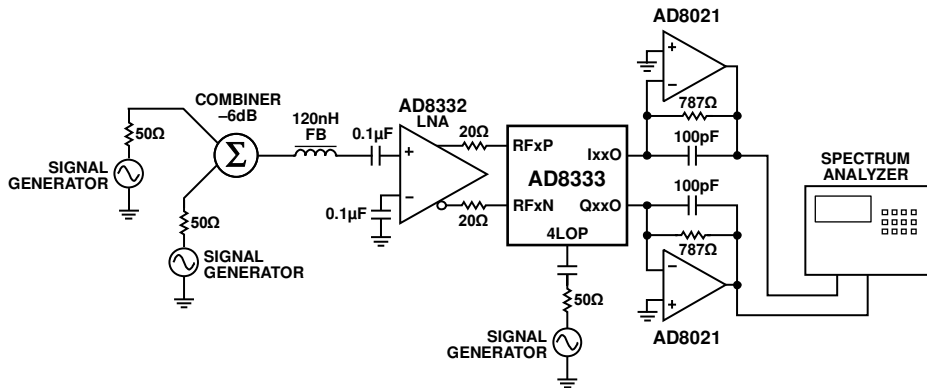 AD8021
COMBINER
–6dB
120nH
FB
AD8332
LNA
787Ω
50Ω
0.1µF
20Ω
100pF
Σ
+
–
+
–
RFxP
IxxO
SPECTRUM
ANALYZER
SIGNAL
GENERATOR
AD8333
100pF
50Ω
0.1µF
20Ω
RFxN
QxxO
4LOP
787Ω
SIGNAL
GENERATOR
50Ω
–
+
SIGNAL
GENERATOR
AD8021